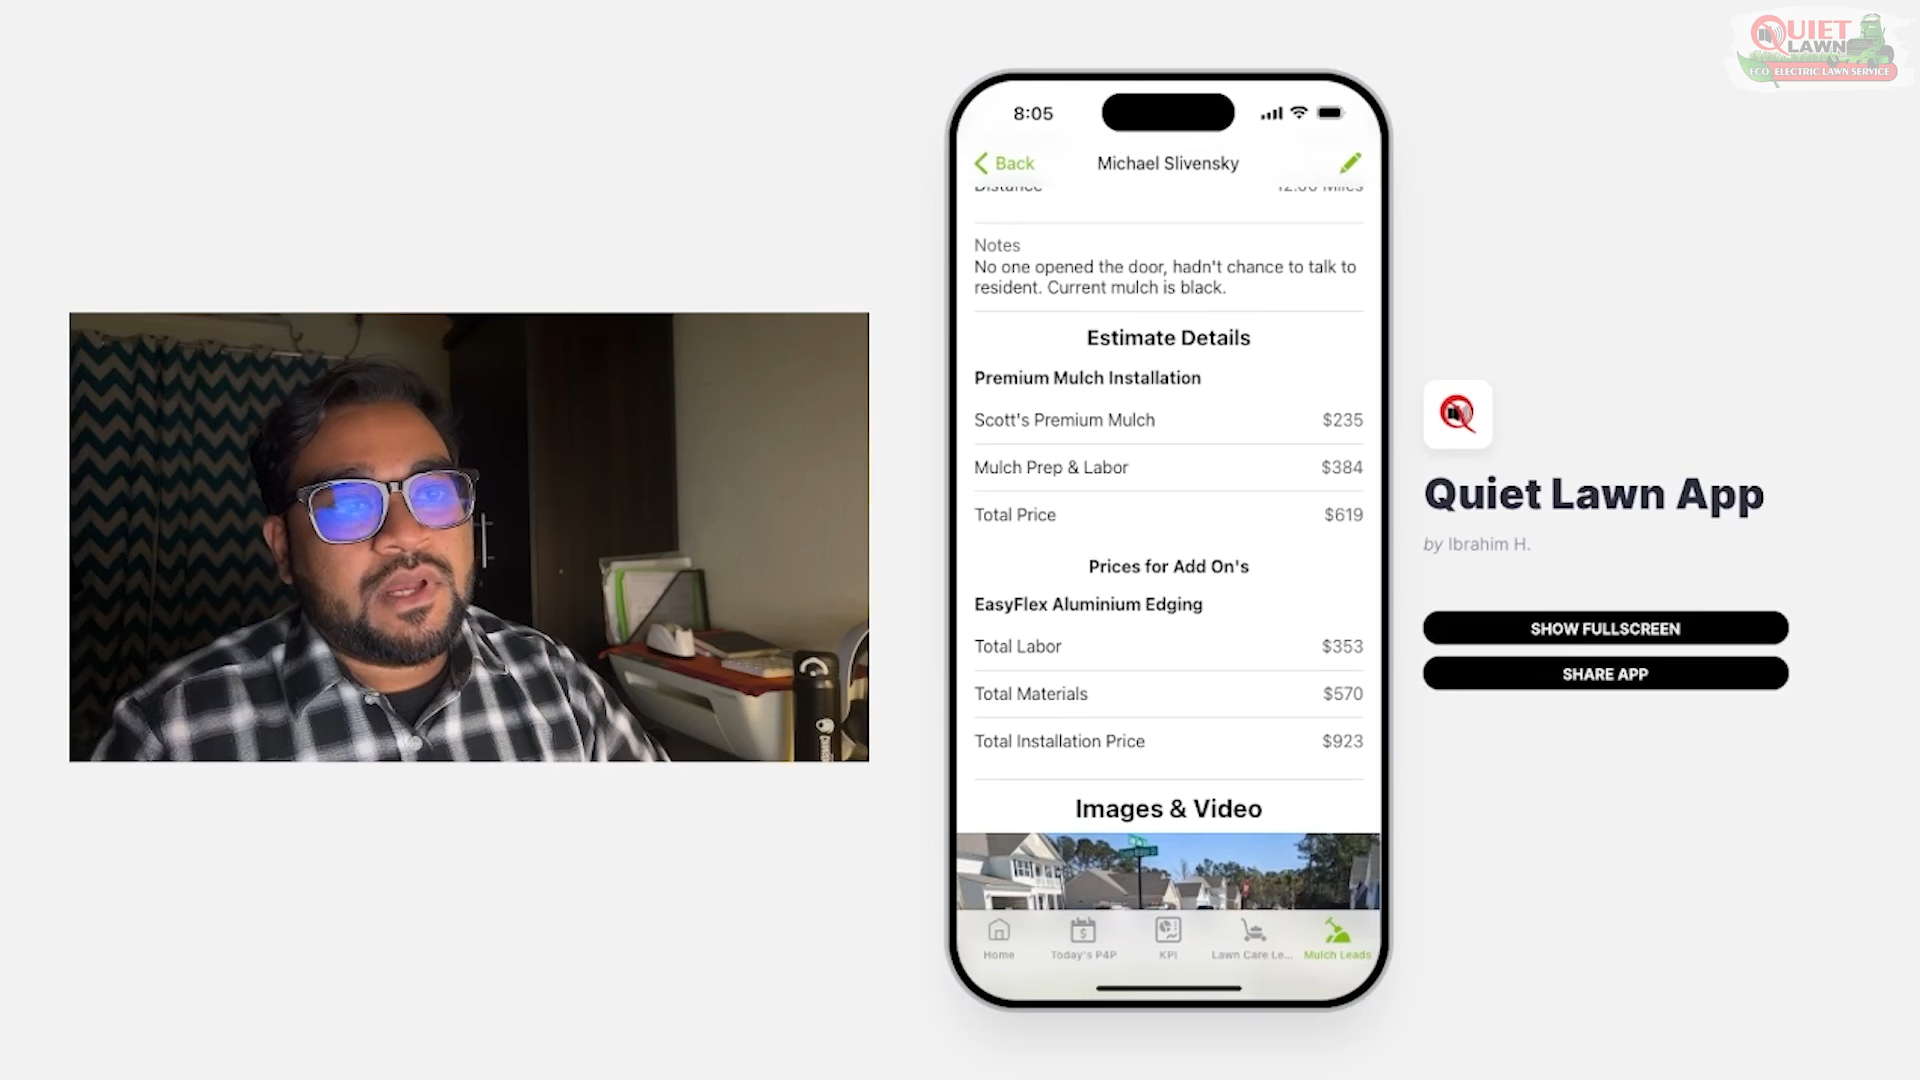 QUIET
LAWN
ECO ELECTRIC LAWN SERVICE
8:05
Back
Michael Slivensky
Distance
12.00 Miles
Notes
No one opened the door, hadn't chance to talk to
resident. Current mulch is black.
Estimate Details
Premium Mulch Installation
Scott's Premium Mulch $235
Mulch Prep & Labor $384
Total Price $619
Prices for Add On's
EasyFlex Aluminium Edging
Total Labor $353
Total Materials $570
Total Installation Price $923
Images & Video
Home
Today's P4P
KPI
Lawn Care Le...
Mulch Leads
Quiet Lawn App
by Ibrahim H.
SHOW FULLSCREEN
SHARE APP